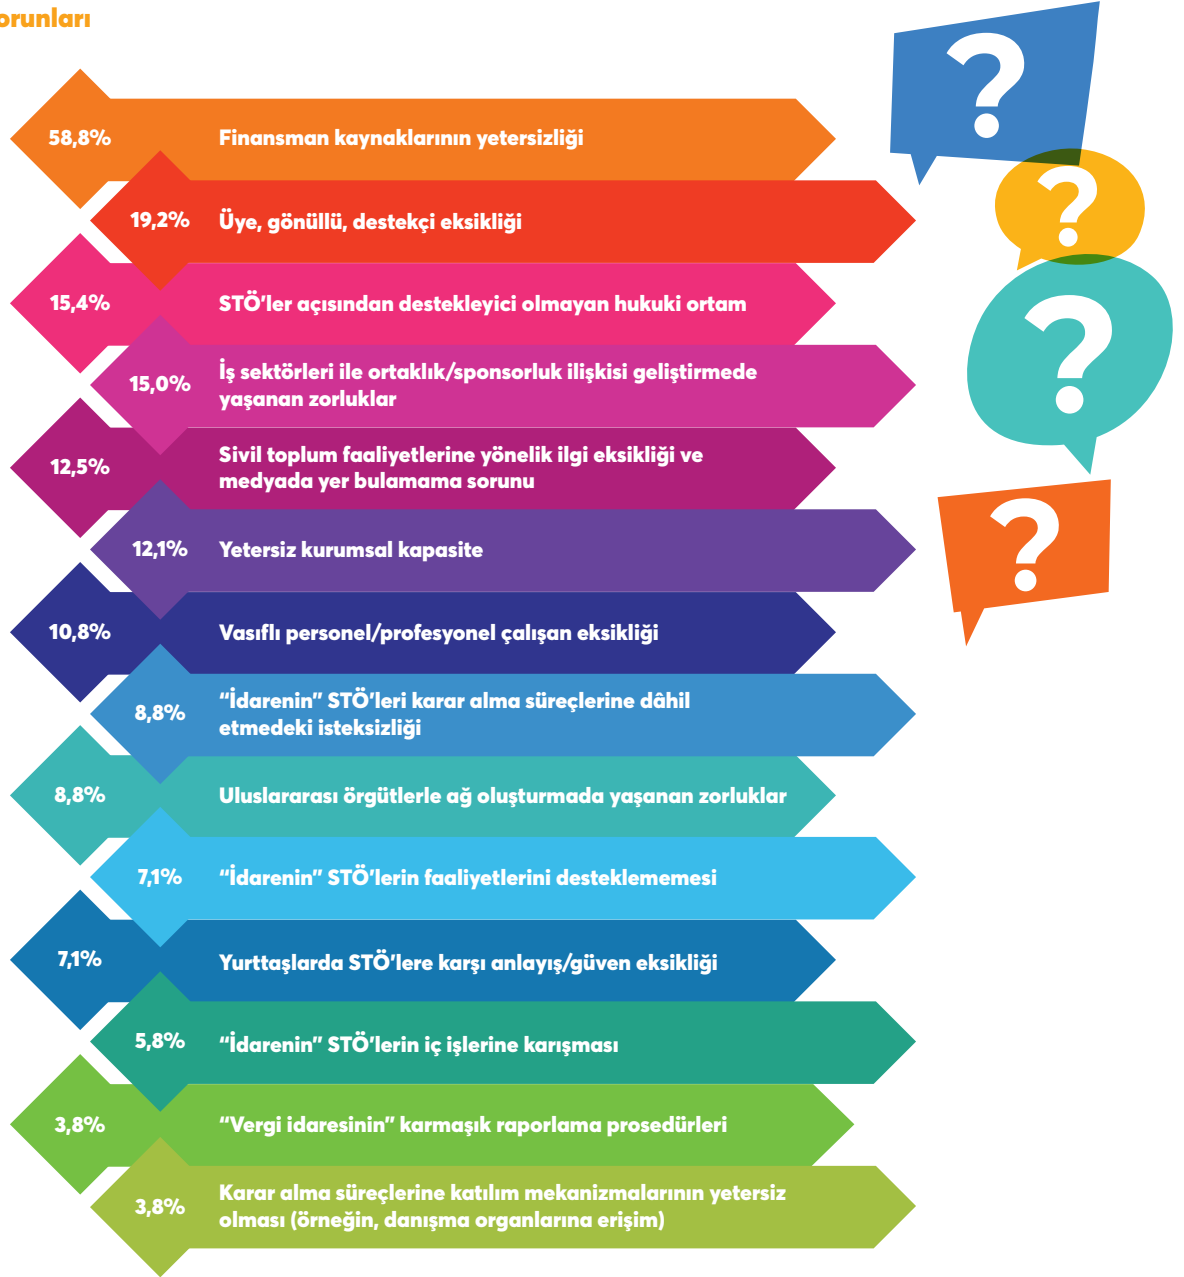 orunları
58,8%
Finansman kaynaklarının yetersizliği
19,2%
Üye, gönüllü, destekçi eksikliği
15,4%
STÖ’ler açısından destekleyici olmayan hukuki ortam
15,0%
İş sektörleri ile ortaklık/sponsorluk ilişkisi geliştirmede
yaşanan zorluklar
12,5%
Sivil toplum faaliyetlerine yönelik ilgi eksikliği ve
medyada yer bulamama sorunu
12,1%
Yetersiz kurumsal kapasite
10,8%
Vasıflı personel/profesyonel çalışan eksikliği
8,8%
“İdarenin” STÖ’leri karar alma süreçlerine dâhil
etmedeki isteksizliği
8,8%
Uluslararası örgütlerle ağ oluşturmada yaşanan zorluklar
7,1%
“İdarenin” STÖ’lerin faaliyetlerini desteklememesi
7,1%
Yurttaşlarda STÖ’lere karşı anlayış/güven eksikliği
5,8%
“İdarenin” STÖ’lerin iç işlerine karışması
3,8%
“Vergi idaresinin” karmaşık raporlama prosedürleri
3,8%
Karar alma süreçlerine katılım mekanizmalarının yetersiz
olması (örneğin, danışma organlarına erişim)
?
?
?
?